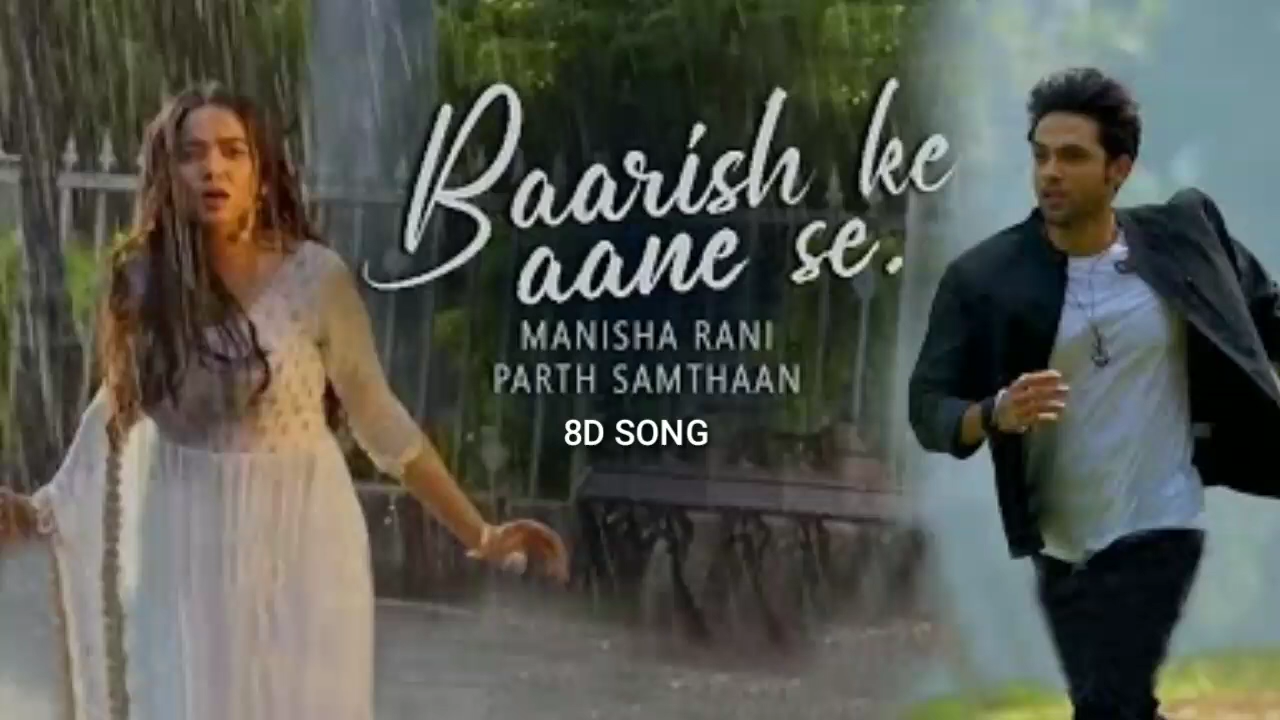 Baarish ke
aane se.
MANISHA RANI
PARTH SAMTHAAN
8D SONG